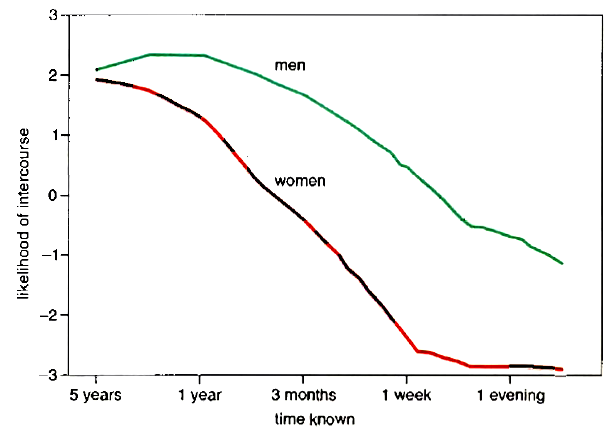 3
2
1
0
−1
−2
−3
likelihood of intercourse
men
women
5 years 1 year 3 months 1 week 1 evening
time known